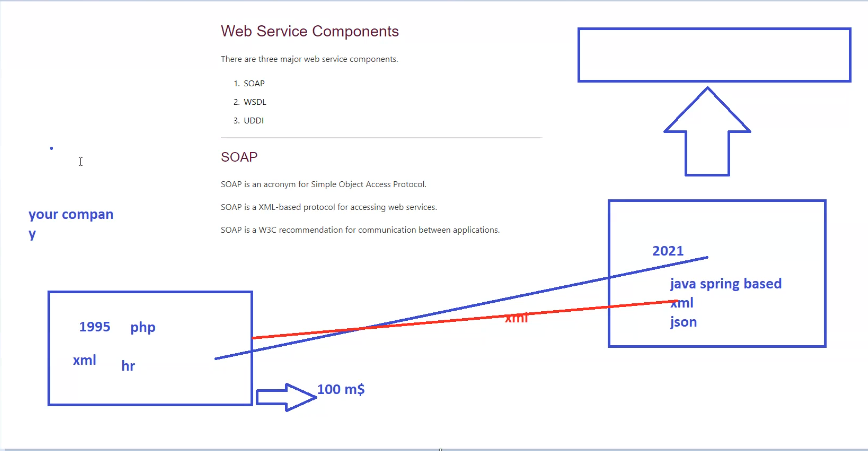 Web Service Components
There are three major web service components.
1. SOAP
2. WSDL
3. UDDI
SOAP
SOAP is an acronym for Simple Object Access Protocol.
SOAP is a XML-based protocol for accessing web services.
SOAP is a W3C recommendation for communication between applications.
your compan
y
2021
java spring based
xml
json
xml
1995 php
xml hr
100 m$